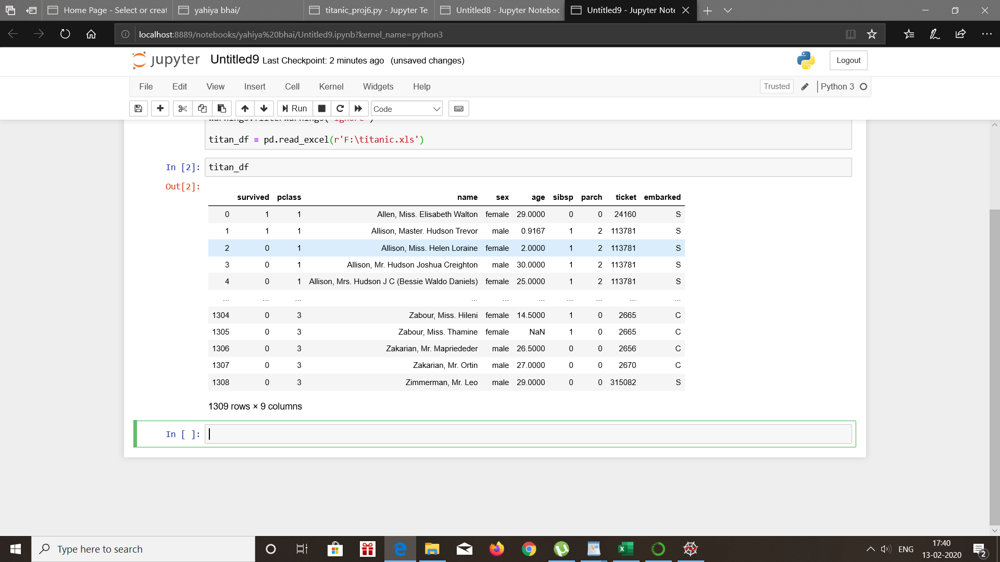 Home Page - Select or creat
yahiya bhai/
titanic_proj6.py - Jupyter Te
Untitled8 - Jupyter Noteboo
Untitled9 - Jupyter Note
localhost:8889/notebooks/yahiya%20bhai/Untitled9.ipynb?kernel_name=python3
jupyter Untitled9 Last Checkpoint: 2 minutes ago (unsaved changes)
Logout
File Edit View Insert Cell Kernel Widgets Help
Trusted Python 3
Run Code
titan_df = pd.read_excel(r'F:\titanic.xls')
In [2]: titan_df
Out[2]:
survived pclass name sex age sibsp parch ticket embarked
0 1 1 Allen, Miss. Elisabeth Walton female 29.0000 0 0 24160 S
1 1 1 Allison, Master. Hudson Trevor male 0.9167 1 2 113781 S
2 0 1 Allison, Miss. Helen Loraine female 2.0000 1 2 113781 S
3 0 1 Allison, Mr. Hudson Joshua Creighton male 30.0000 1 2 113781 S
4 0 1 Allison, Mrs. Hudson J C (Bessie Waldo Daniels) female 25.0000 1 2 113781 S
... ... ... ... ... ... ... ... ... ...
1304 0 3 Zabour, Miss. Hileni female 14.5000 1 0 2665 C
1305 0 3 Zabour, Miss. Thamine female NaN 1 0 2665 C
1306 0 3 Zakarian, Mr. Mapriededer male 26.5000 0 0 2656 C
1307 0 3 Zakarian, Mr. Ortin male 27.0000 0 0 2670 C
1308 0 3 Zimmerman, Mr. Leo male 29.0000 0 0 315082 S
1309 rows × 9 columns
In [ ]:
Type here to search
ENG
17:40
13-02-2020
2